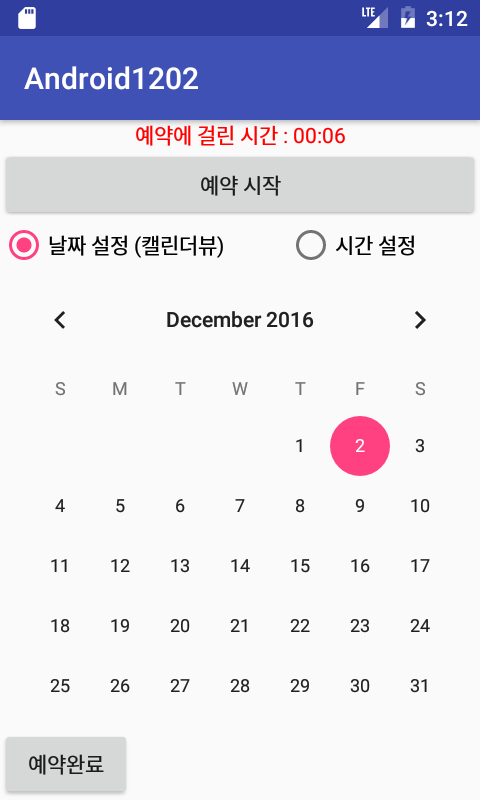 LTE 3:12
Android1202
예약에 걸린 시간 : 00:06
예약 시작
날짜 설정 (캘린더뷰) 시간 설정
December 2016
S M T W T F S
1 2 3
4 5 6 7 8 9 10
11 12 13 14 15 16 17
18 19 20 21 22 23 24
25 26 27 28 29 30 31
예약완료